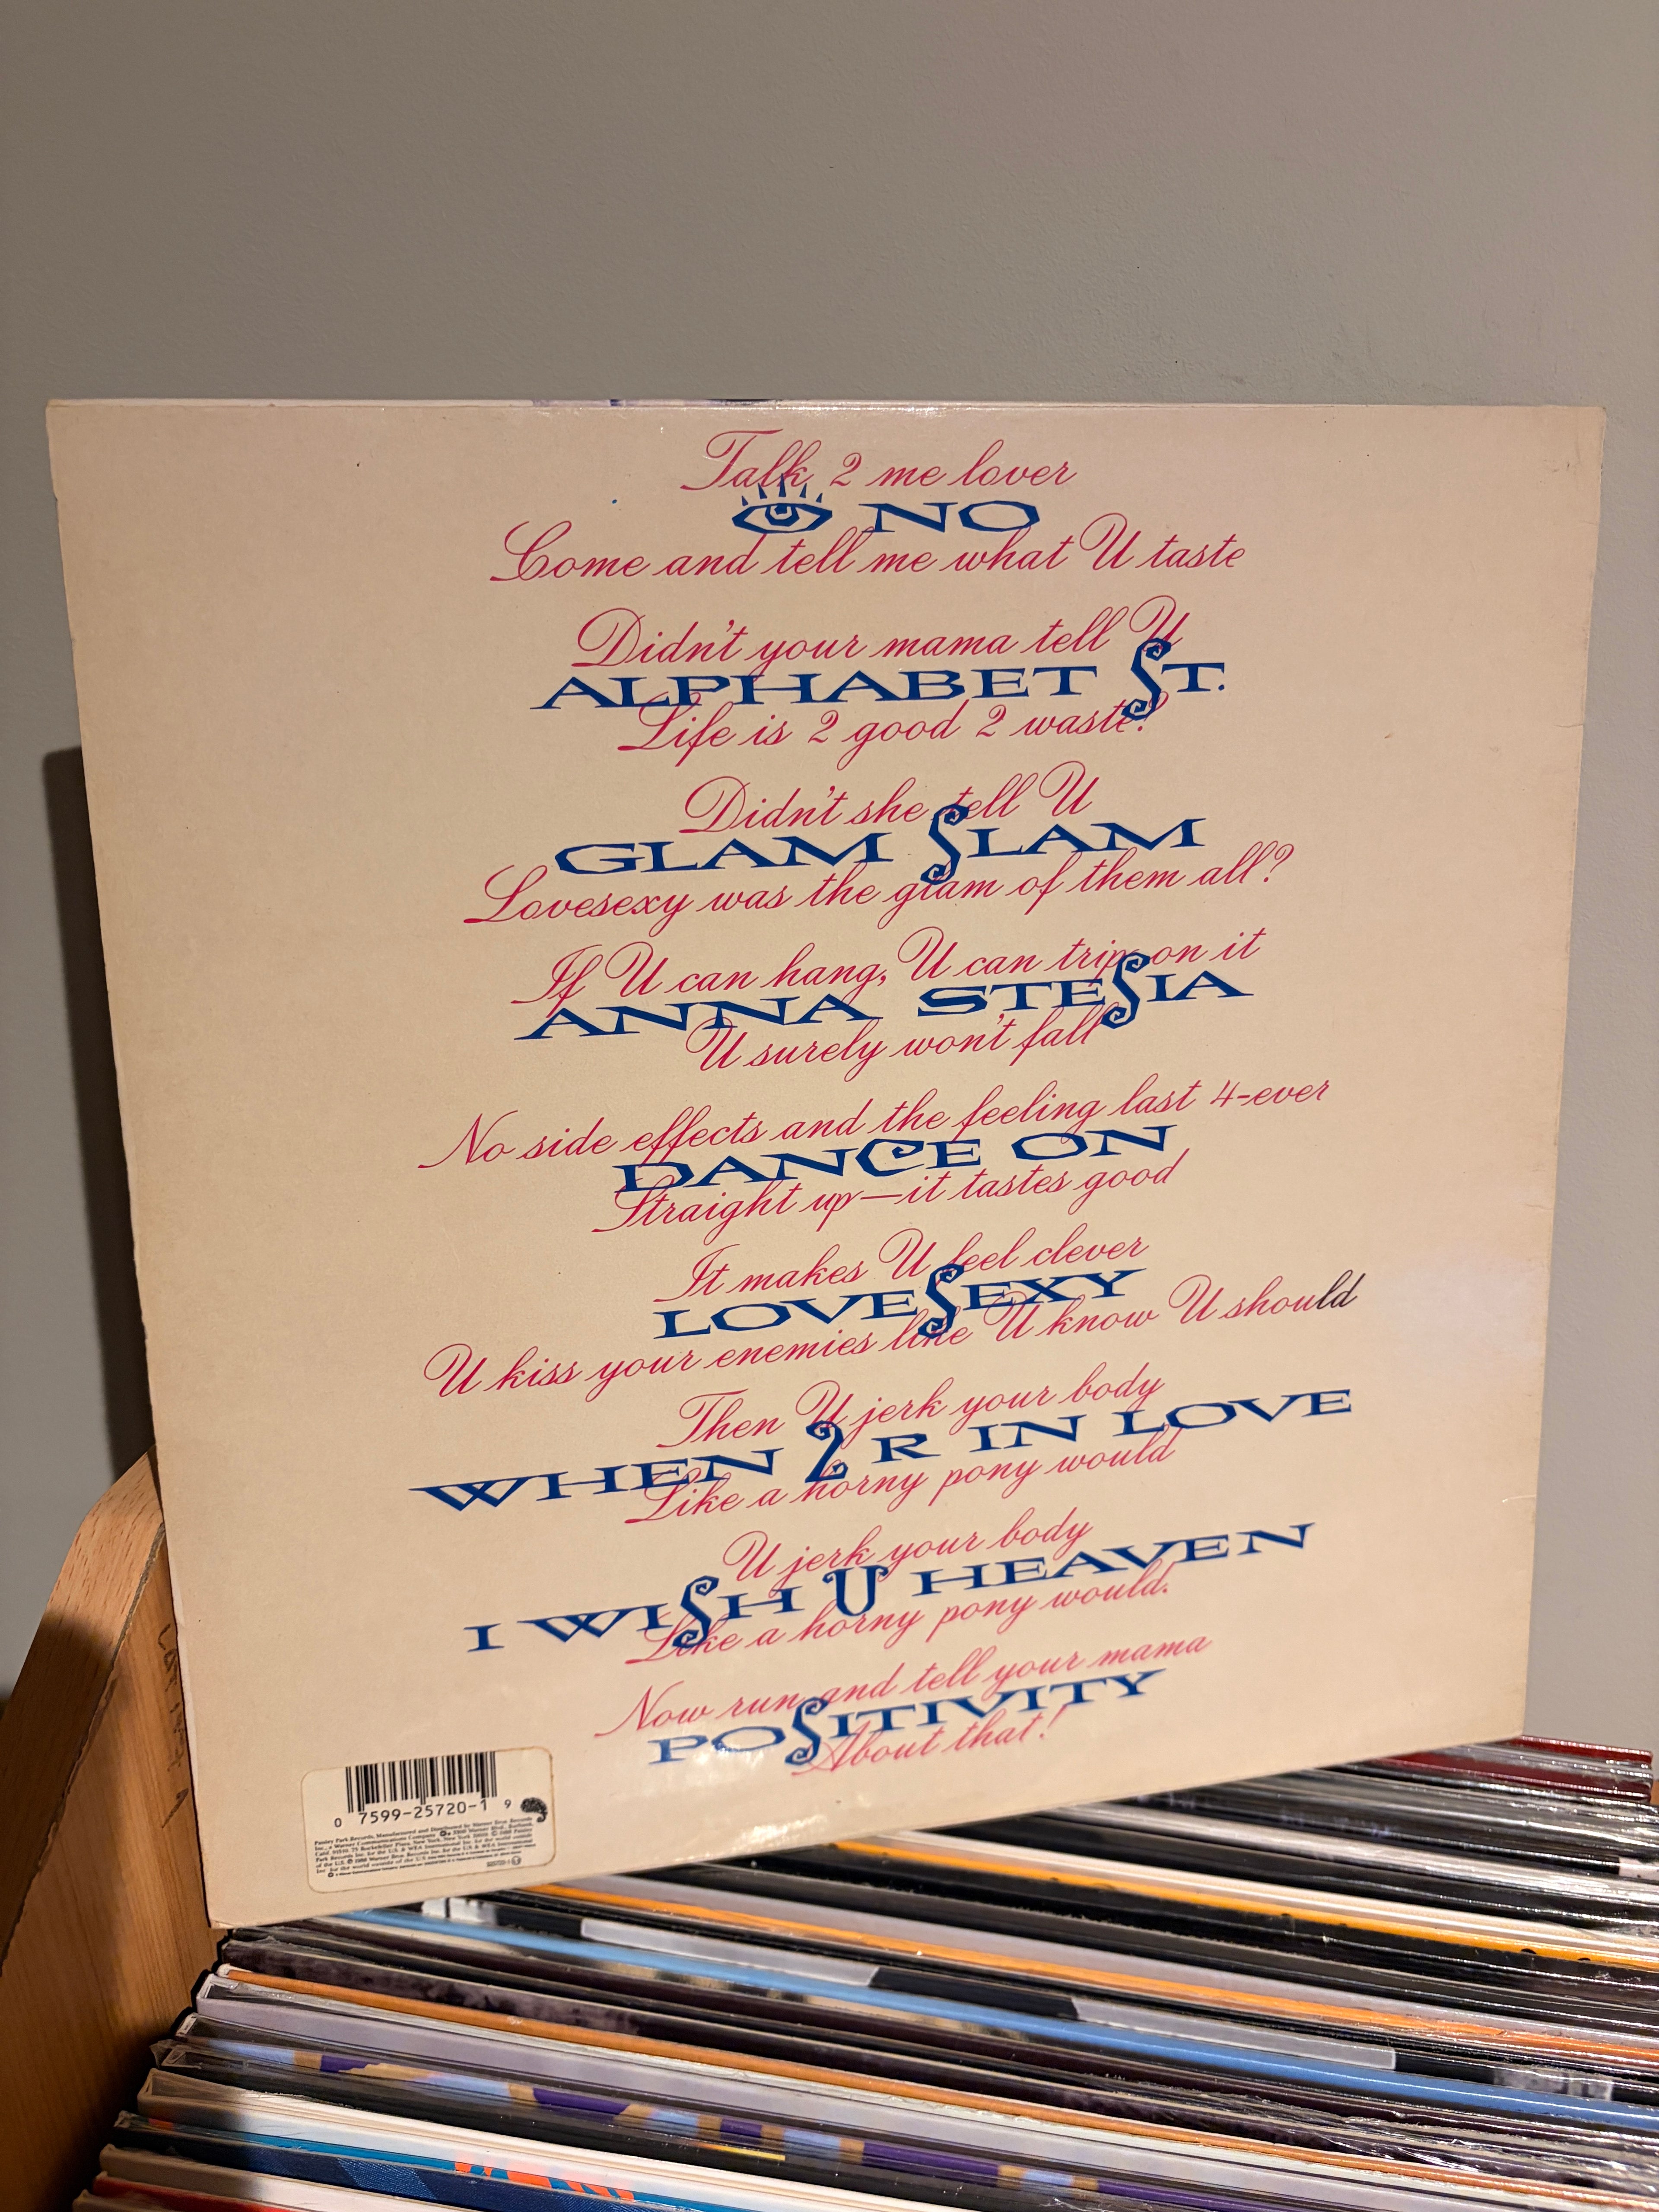 Talk 2 me lover
NO
Come and tell me what U taste
Didn't your mama tell U
ALPHABET ST.
Life is 2 good 2 waste?
Didn't she tell U
GLAM SLAM
Lovesexy was the glam of them all?
If U can hang, U can trip on it
ANNA STESIA
U surely won't fall
No side effects and the feeling last 4-ever
DANCE ON
Straight up—it tastes good
It makes U feel clever
LOVESEXY
U kiss your enemies like U know U should
Then U jerk your body
WHEN 2 R IN LOVE
Like a horny pony would
U jerk your body
I WISH U HEAVEN
Like a horny pony would.
Now run and tell your mama
POSITIVITY
About that!
0 7599-25720-1 9